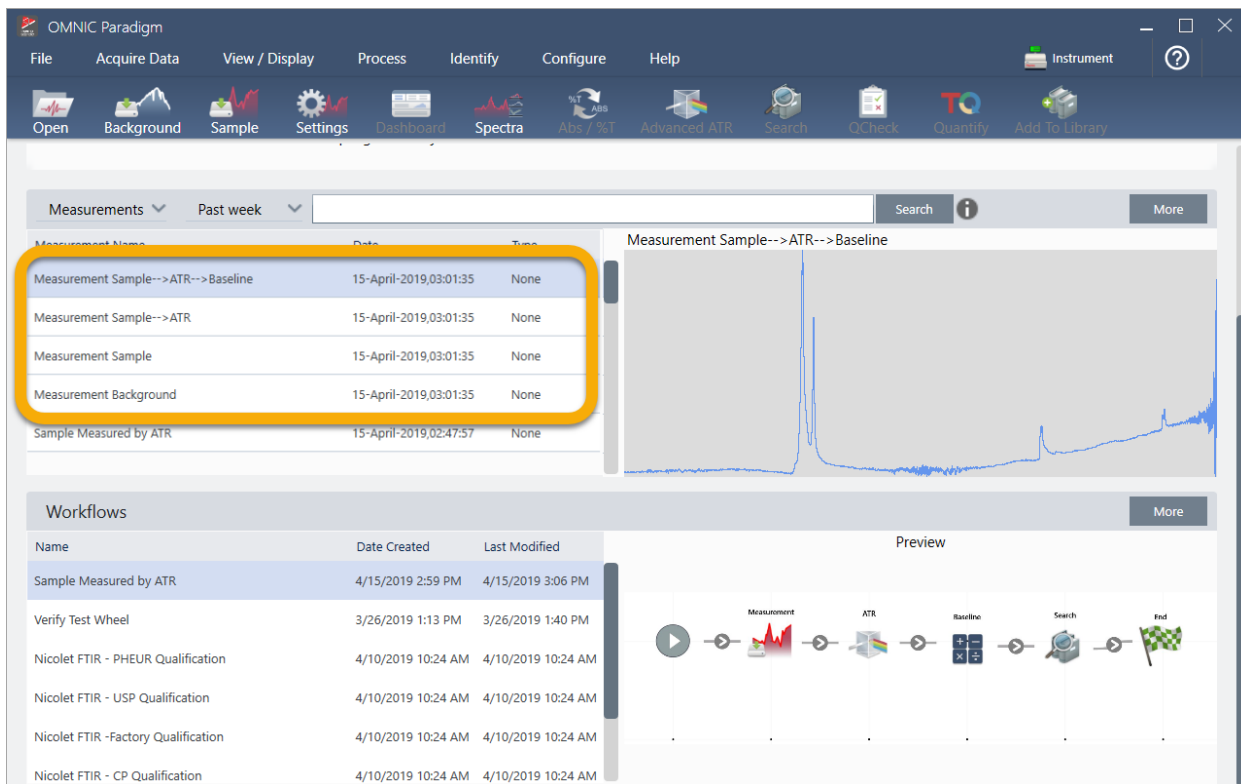 OMNIC Paradigm
File Acquire Data View / Display Process Identify Configure Help Instrument ?
Open Background Sample Settings Dashboard Spectra %T ABS Abs / %T Advanced ATR Search QCheck TQ Quantify Add To Library
Measurements Past week Search i More
Measurement Name Date Type
Measurement Sample-->ATR-->Baseline
Measurement Sample-->ATR-->Baseline 15-April-2019,03:01:35 None
Measurement Sample-->ATR 15-April-2019,03:01:35 None
Measurement Sample 15-April-2019,03:01:35 None
Measurement Background 15-April-2019,03:01:35 None
Sample Measured by ATR 15-April-2019,02:47:57 None
Workflows More
Name Date Created Last Modified
Preview
Sample Measured by ATR 4/15/2019 2:59 PM 4/15/2019 3:06 PM
Verify Test Wheel 3/26/2019 1:13 PM 3/26/2019 1:40 PM
Nicolet FTIR - PHEUR Qualification 4/10/2019 10:24 AM 4/10/2019 10:24 AM
Nicolet FTIR - USP Qualification 4/10/2019 10:24 AM 4/10/2019 10:24 AM
Nicolet FTIR -Factory Qualification 4/10/2019 10:24 AM 4/10/2019 10:24 AM
Nicolet FTIR - CP Qualification 4/10/2019 10:24 AM 4/10/2019 10:24 AM
Measurement ATR Baseline Search End